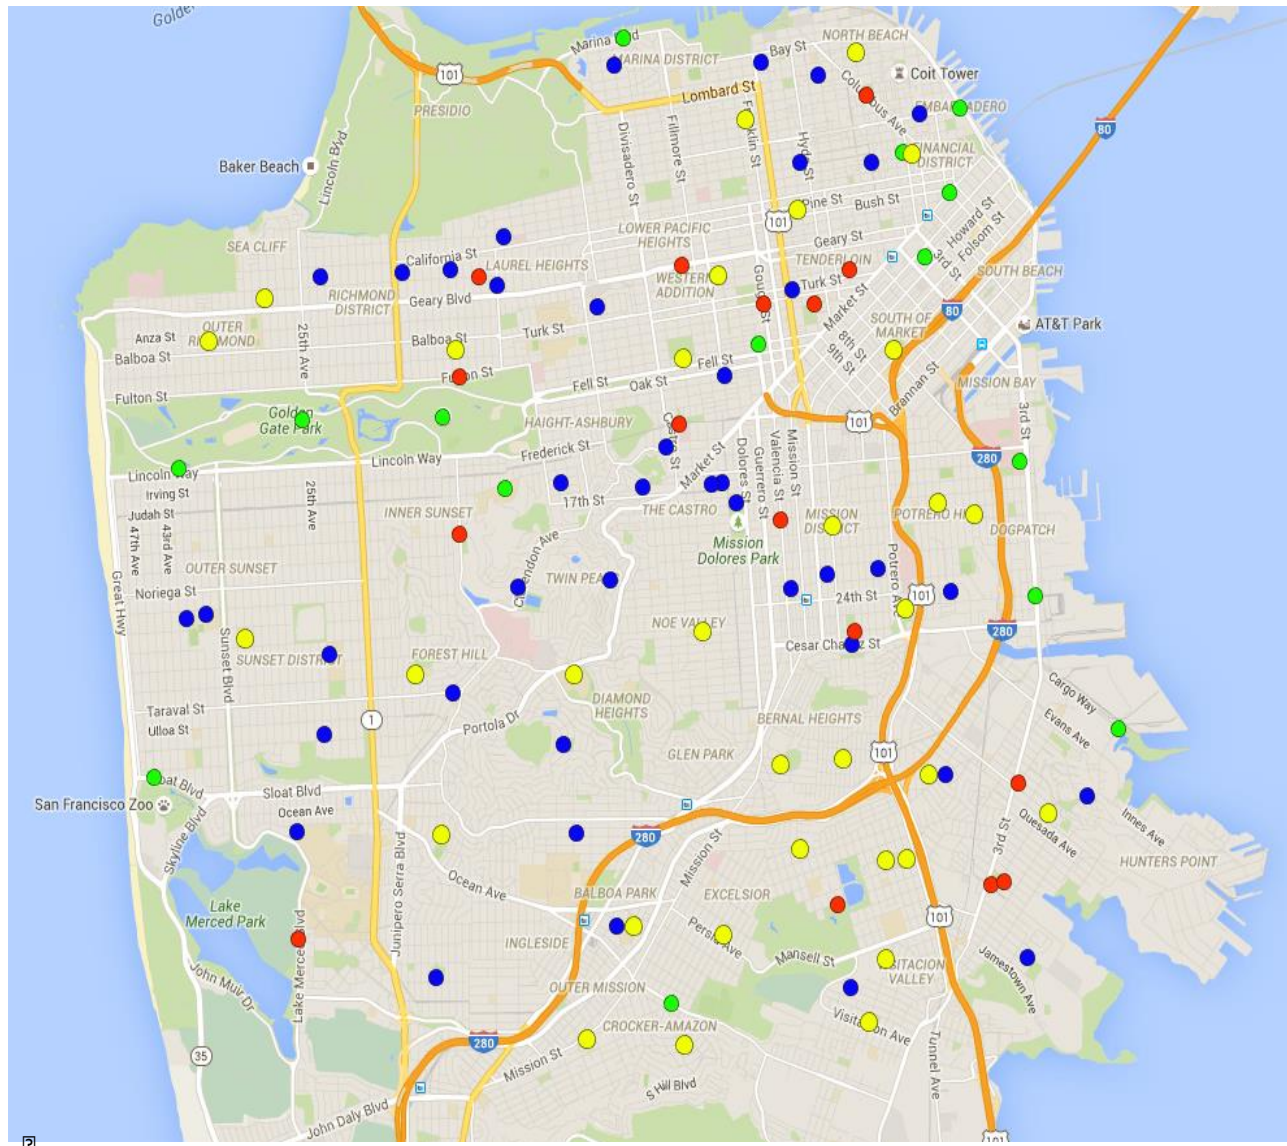 Golden
Marina
Bay St
NORTH BEACH
MARINA DISTRICT
Coit Tower
101
PRESIDIO
Lombard St
Columbus Ave
EMBARCADERO
80
Baker Beach
Lincoln Blvd
Divisadero St
Fillmore St
Franklin St
Hyde St
FINANCIAL
DISTRICT
Pine St
Bush St
101
SEA CLIFF
California St
LOWER PACIFIC
HEIGHTS
Geary St
Howard St
Folsom St
3rd St
LAUREL HEIGHTS
WESTERN
ADDITION
TENDERLOIN
SOUTH BEACH
RICHMOND
DISTRICT
Geary Blvd
Gough St
Turk St
Market St
80
OUTER
RICHMOND
Anza St
Balboa St
25th Ave
Balboa St
Turk St
SOUTH OF
MARKET
8th St
9th St
AT&T Park
Fulton St
Fulton St
Fell St
Oak St
Fell St
Brannan St
MISSION BAY
Golden
Gate Park
HAIGHT-ASHBURY
Castro St
101
3rd St
Lincoln Way
Lincoln Way
Frederick St
Market St
Dolores St
Guerrero St
Valencia St
Mission St
280
Irving St
Judah St
25th Ave
17th St
INNER SUNSET
THE CASTRO
MISSION
DISTRICT
POTRERO HILL
DOGPATCH
47th Ave
43rd Ave
Mission
Dolores Park
OUTER SUNSET
Clarendon Ave
TWIN PEAKS
Potrero Ave
Great Hwy
Noriega St
24th St
101
NOE VALLEY
Cesar Chavez St
280
Sunset Blvd
SUNSET DISTRICT
FOREST HILL
Taraval St
Ulloa St
1
Portola Dr
DIAMOND
HEIGHTS
BERNAL HEIGHTS
Cargo Way
Evans Ave
GLEN PARK
101
Sloat Blvd
San Francisco Zoo
Sloat Blvd
Ocean Ave
Skyline Blvd
280
3rd St
Quesada Ave
Innes Ave
HUNTERS POINT
Junipero Serra Blvd
Ocean Ave
Mission St
BALBOA PARK
EXCELSIOR
Lake
Merced Park
Lake Merced Blvd
101
Persia Ave
INGLESIDE
Mansell St
VISITACION
VALLEY
Jamestown Ave
John Muir Dr
OUTER MISSION
CROCKER-AMAZON
Visitacion Ave
Tunnel Ave
35
280
Mission St
S Hill Blvd
John Daly Blvd
101